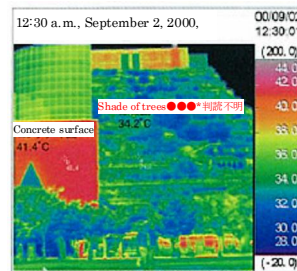 12:30 a.m., September 2, 2000,
00/09/02
12:30:01
(200.0)
44.0
42.0
40.0
38.0
36.0
34.0
32.0
30.0
28.0
(-20.0)
Shade of trees●●●*判読不明
34.2°C
Concrete surface
41.4°C